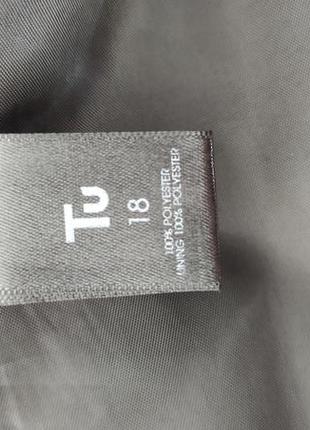 Tu
18
100% POLYESTER
LINING 100% POLYESTER